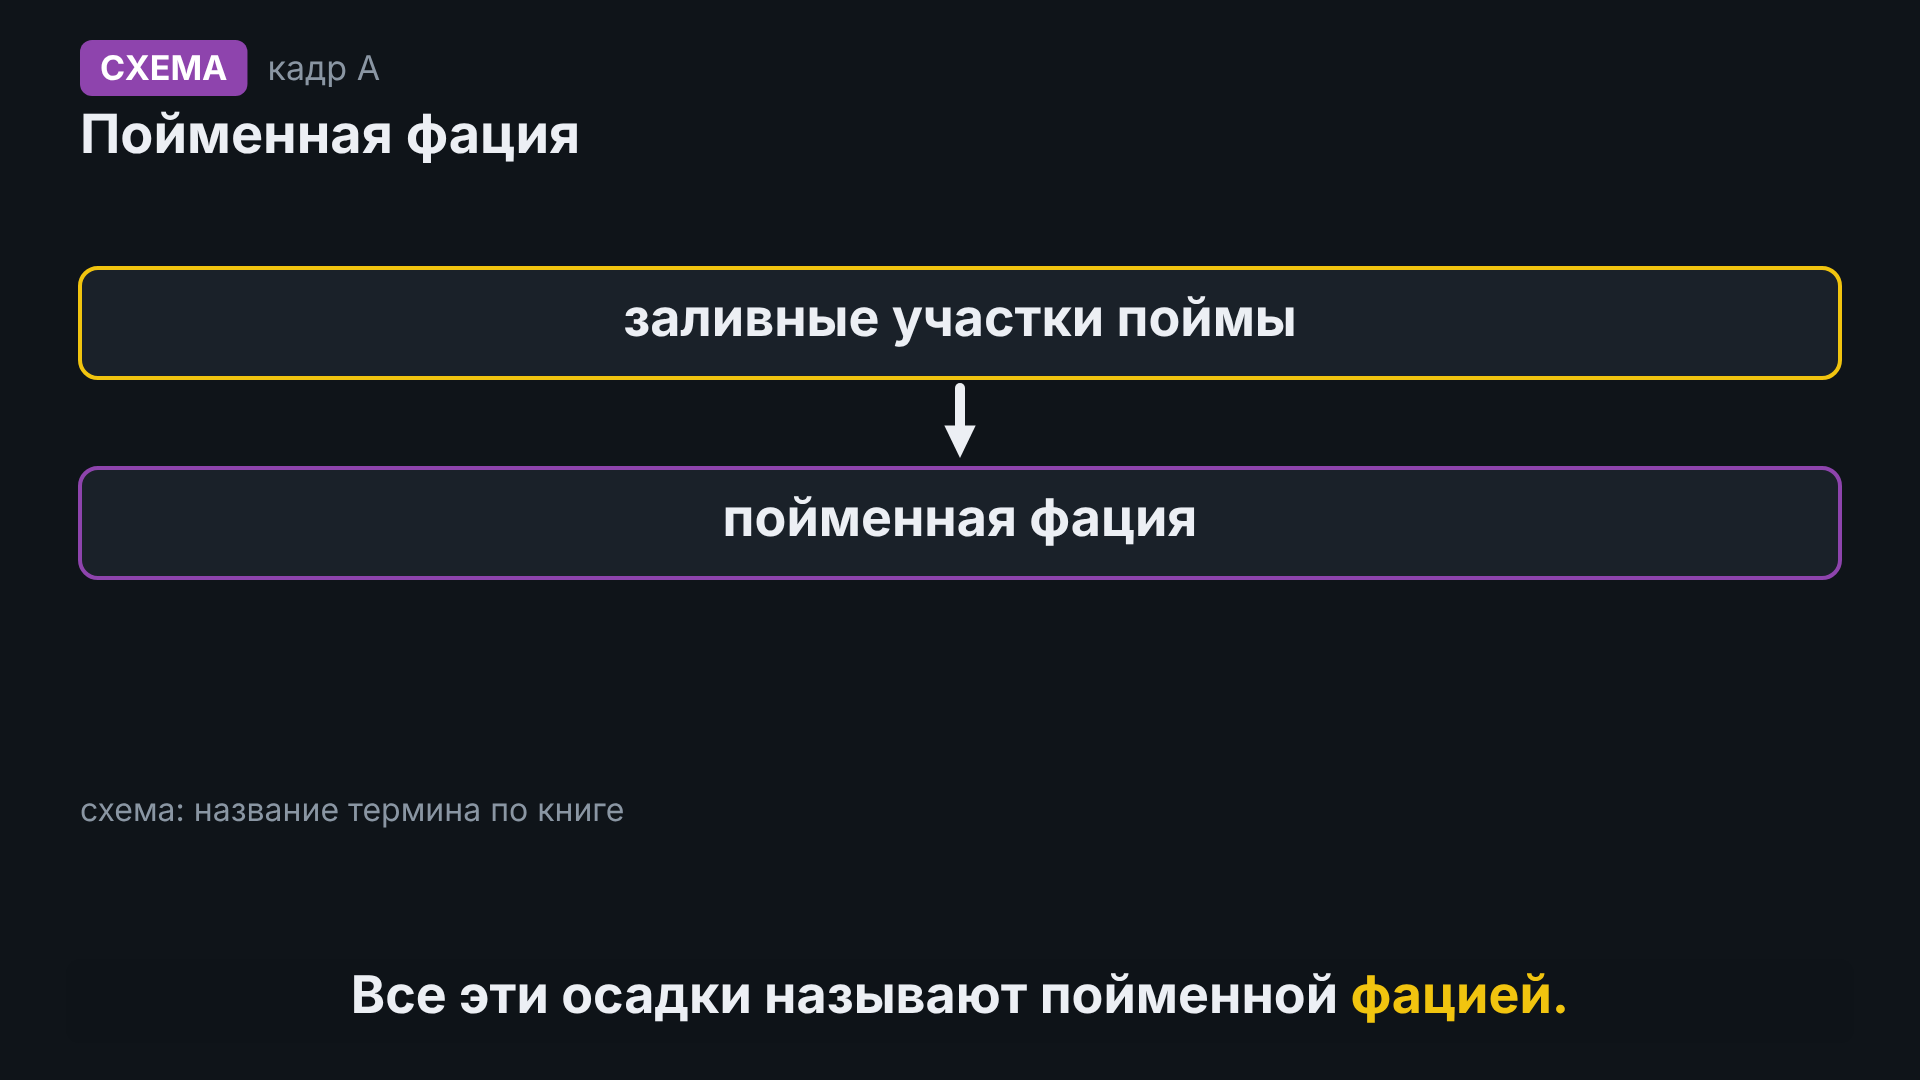 СХЕМА кадр А
Пойменная фация
заливные участки поймы
пойменная фация
схема: название термина по книге
Все эти осадки называют пойменной фацией.